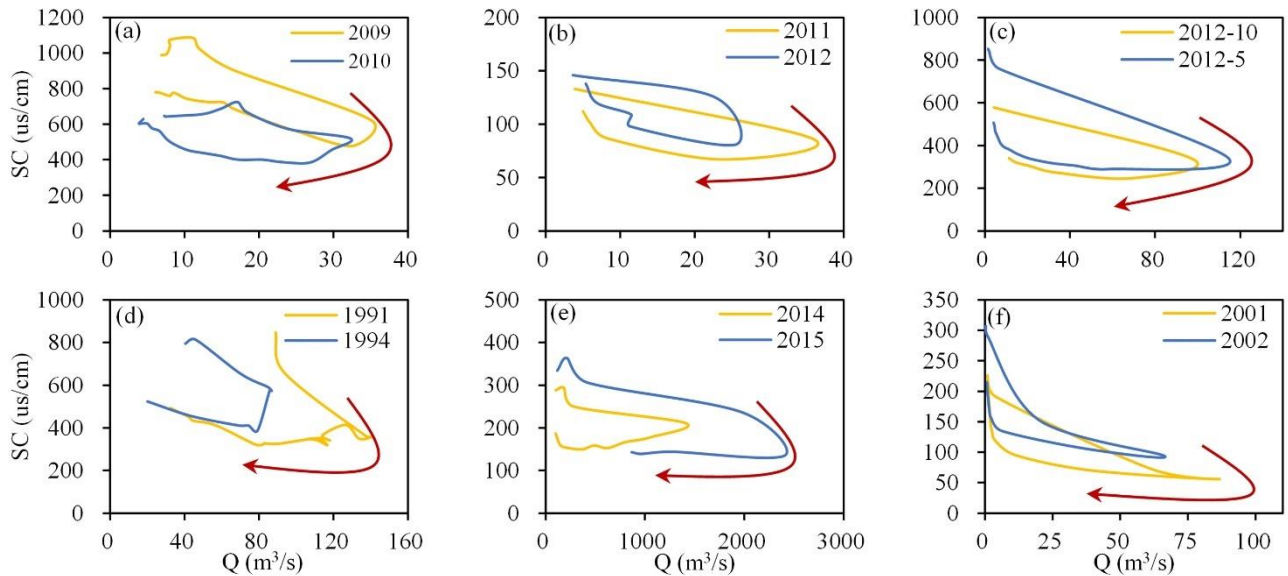 (a)
2009
2010
SC (us/cm)
1200
1000
800
600
400
200
0
0 10 20 30 40
(b)
2011
2012
200
150
100
50
0
0 10 20 30 40
(c)
2012-10
2012-5
1000
800
600
400
200
0
0 40 80 120
(d)
1991
1994
SC (us/cm)
1000
800
600
400
200
0
0 40 80 120 160
Q (m³/s)
(e)
2014
2015
500
400
300
200
100
0
0 1000 2000 3000
Q (m³/s)
(f)
2001
2002
350
300
250
200
150
100
50
0
0 25 50 75 100
Q (m³/s)